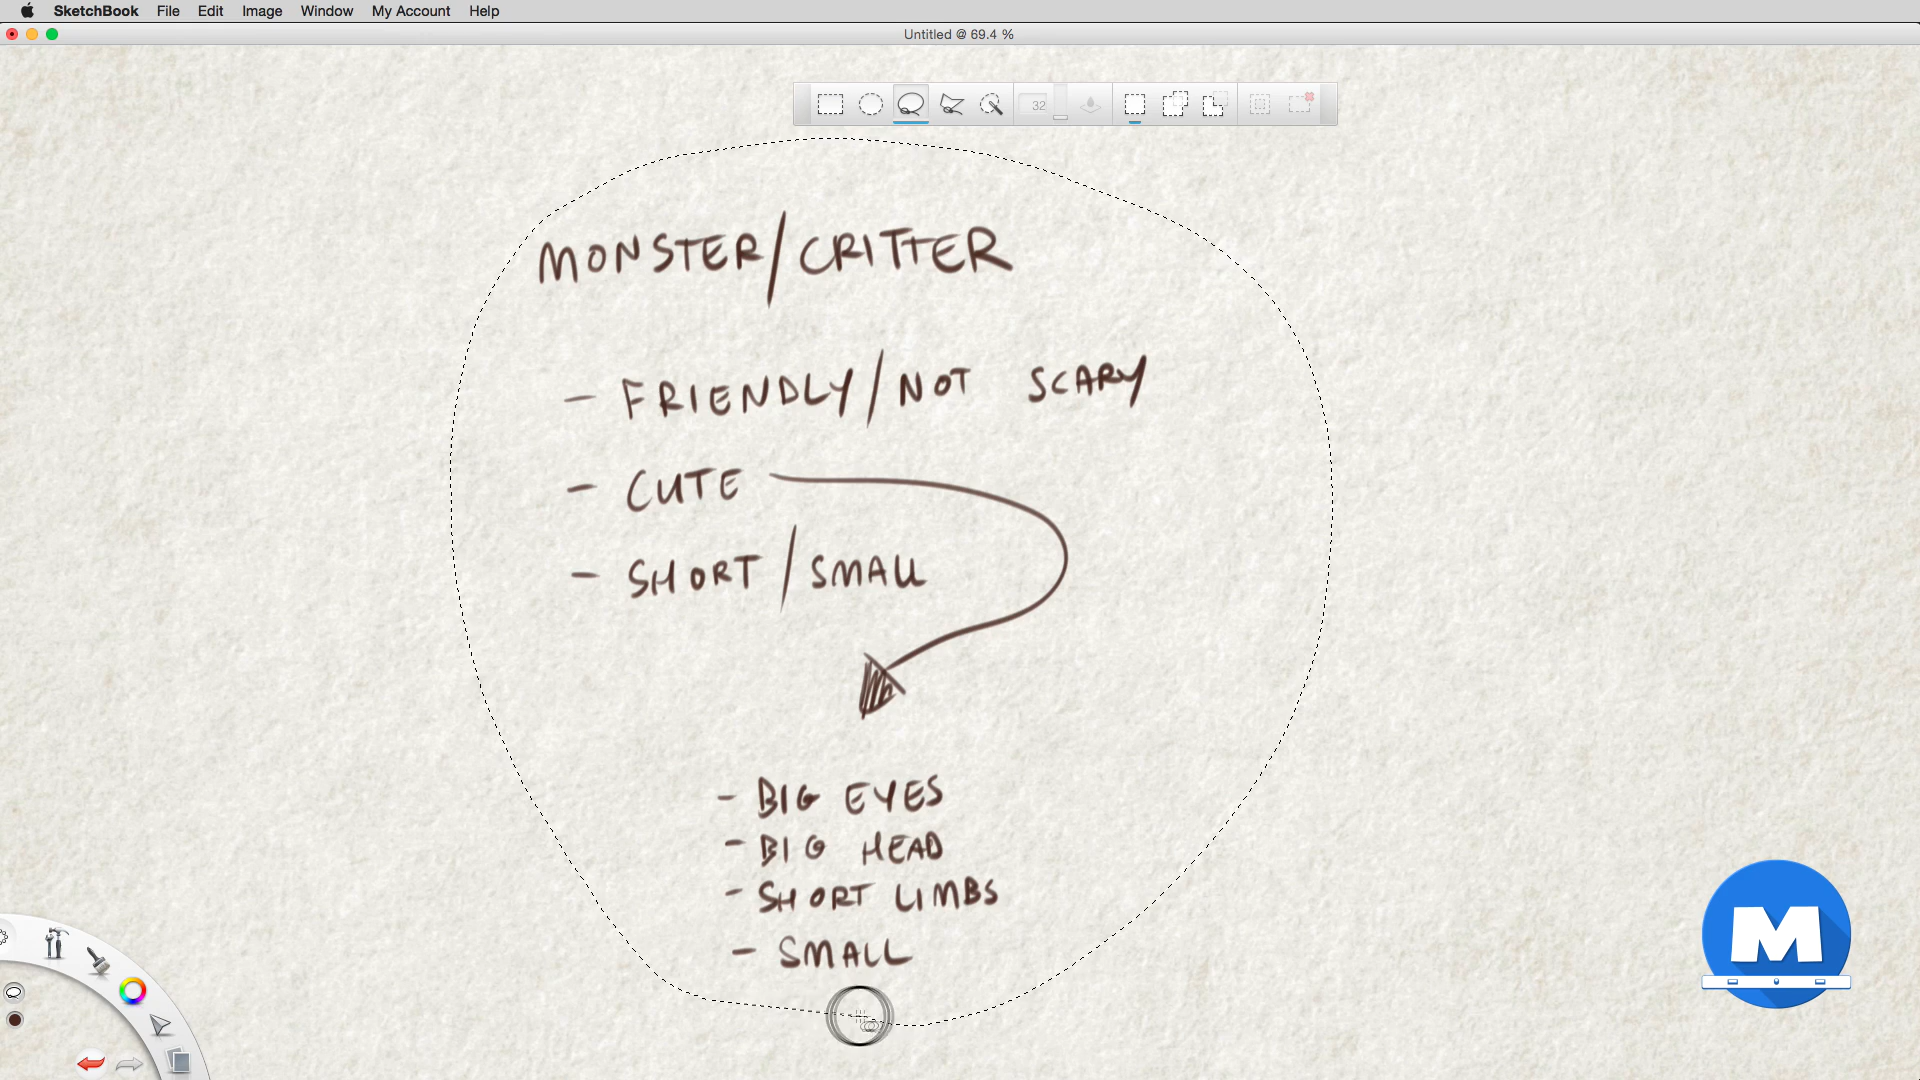 SketchBook File Edit Image Window My Account Help
Untitled @ 69.4 %
32
MONSTER/CRITTER
- FRIENDLY/NOT SCARY
- CUTE
- SHORT/SMALL
- BIG EYES
- BIG HEAD
- SHORT LIMBS
- SMALL
M